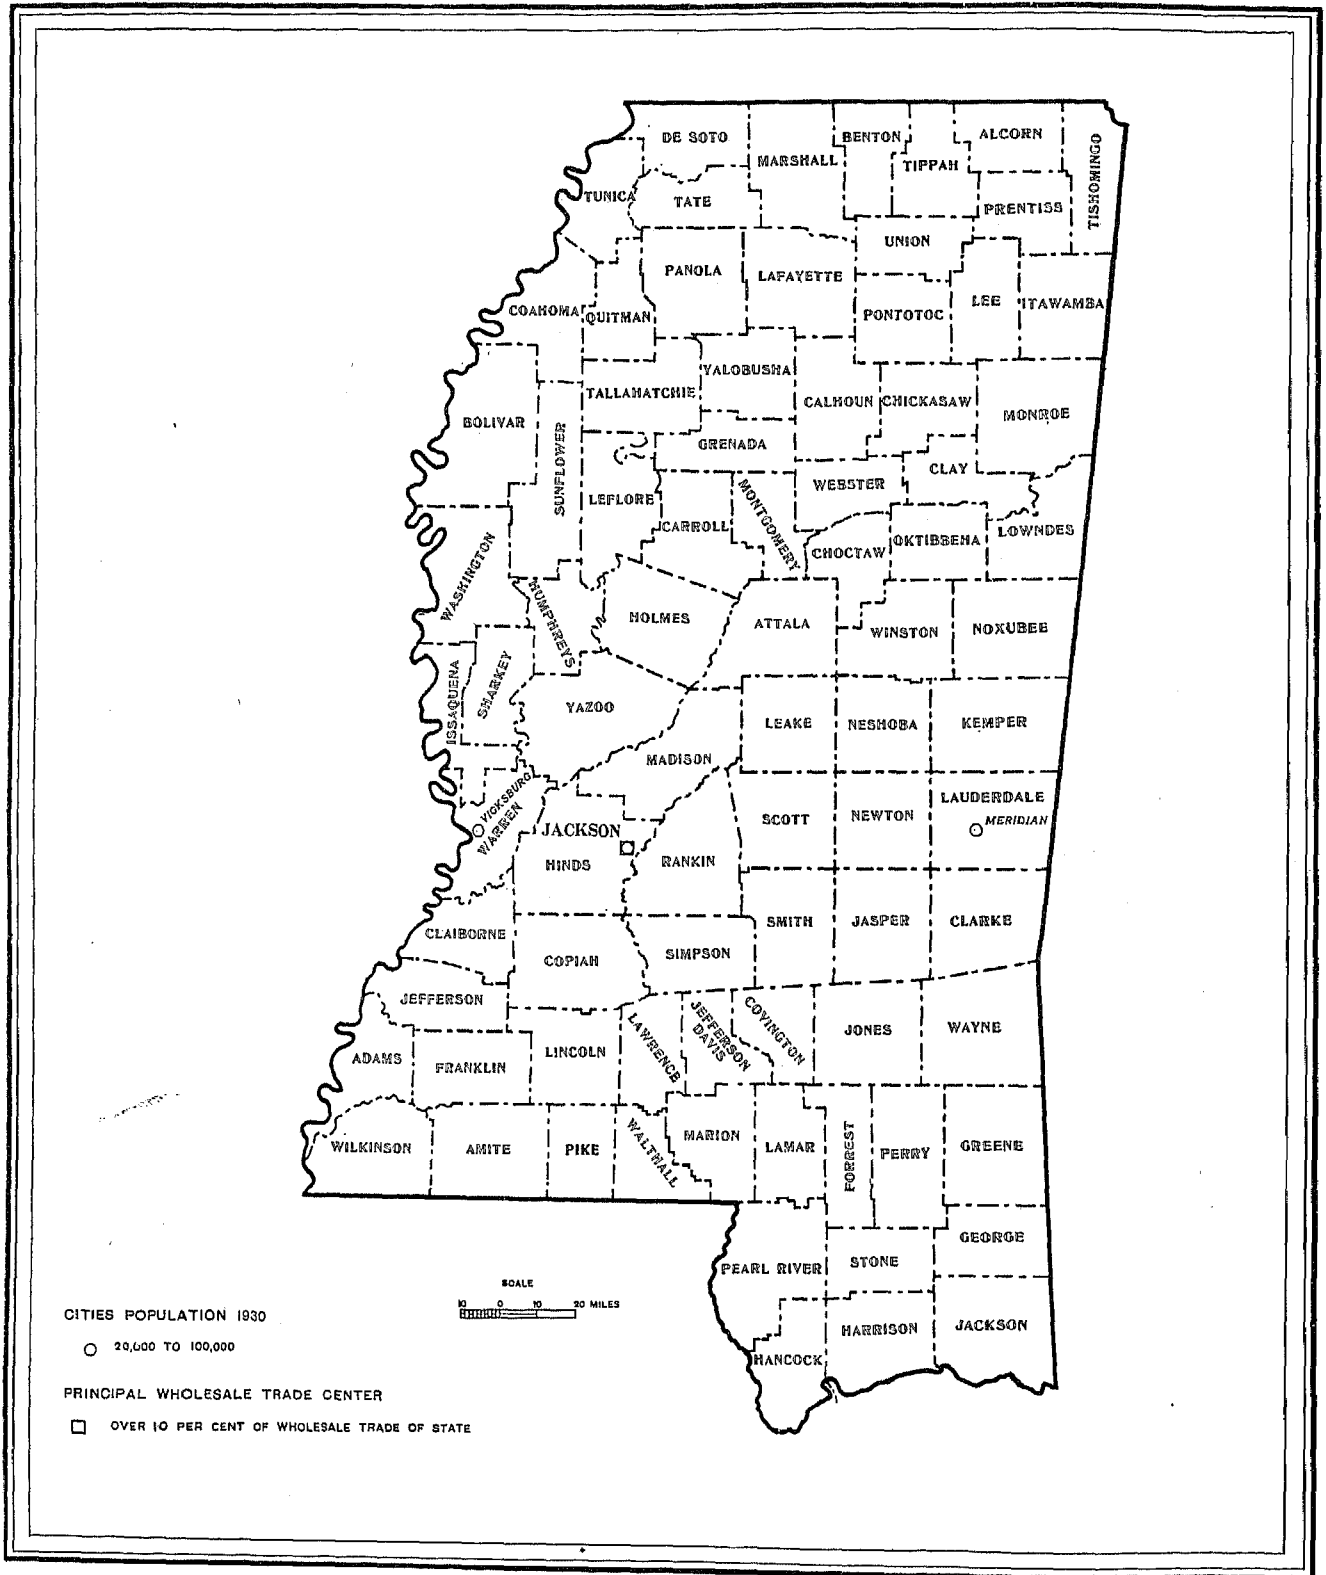 DE SOTO
MARSHALL
BENTON
TIPPAH
ALCORN
TISHOMINGO
TUNICA
TATE
PRENTISS
UNION
PANOLA
LAFAYETTE
COAHOMA
QUITMAN
PONTOTOC
LEE
ITAWAMBA
YALOBUSHA
TALLAHATCHIE
CALHOUN
CHICKASAW
MONROE
BOLIVAR
SUNFLOWER
GRENADA
CLAY
WEBSTER
LEFLORE
CARROLL
MONTGOMERY
CHOCTAW
OKTIBBEHA
LOWNDES
WASHINGTON
HUMPHREYS
HOLMES
ATTALA
WINSTON
NOXUBEE
ISSAQUENA
SHARKEY
YAZOO
LEAKE
NESHOBA
KEMPER
MADISON
VICKSBURG
WARREN
JACKSON
HINDS
RANKIN
SCOTT
NEWTON
LAUDERDALE
MERIDIAN
CLAIBORNE
COPIAH
SIMPSON
SMITH
JASPER
CLARKE
JEFFERSON
ADAMS
FRANKLIN
LINCOLN
LAWRENCE
JEFFERSON
DAVIS
COVINGTON
JONES
WAYNE
WILKINSON
AMITE
PIKE
WALTHALL
MARION
LAMAR
FORREST
PERRY
GREENE
GEORGE
PEARL RIVER
STONE
HANCOCK
HARRISON
JACKSON
SCALE
10 0 10 20 MILES
CITIES POPULATION 1930
20,000 TO 100,000
PRINCIPAL WHOLESALE TRADE CENTER
OVER 10 PER CENT OF WHOLESALE TRADE OF STATE